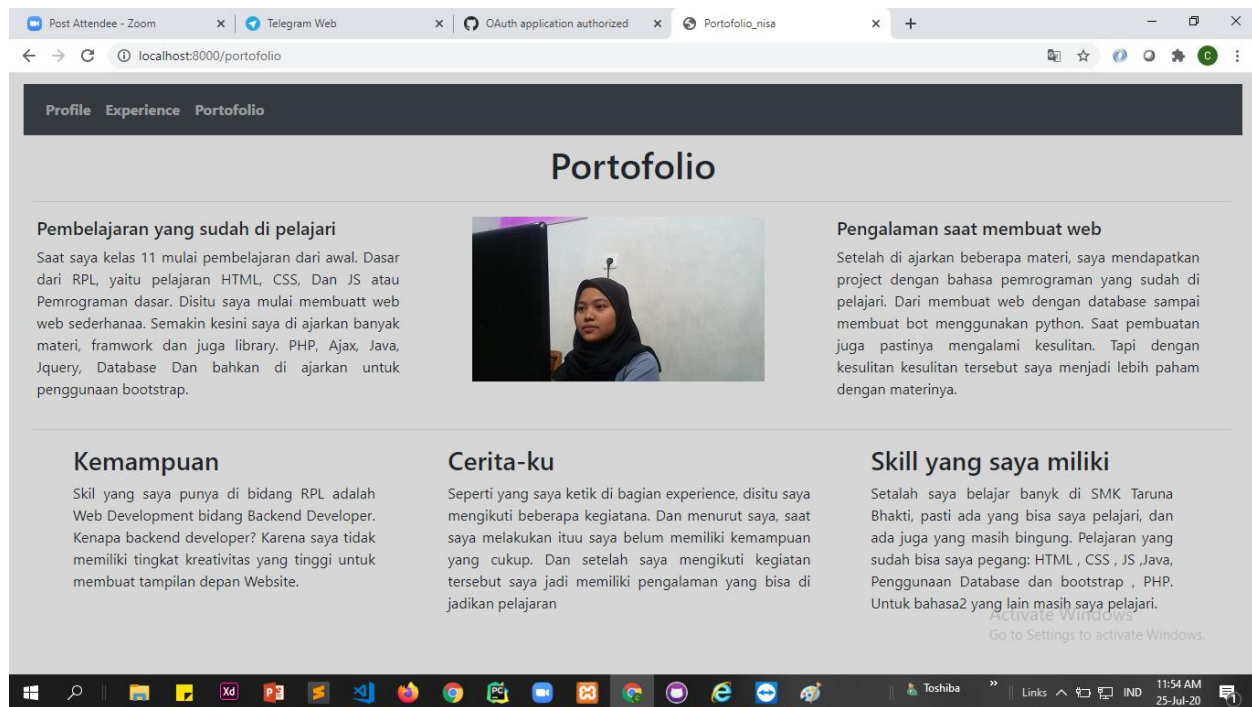 Post Attendee - Zoom
Telegram Web
OAuth application authorized
Portofolio_nisa
localhost:8000/portofolio
C
Profile Experience Portofolio
Portofolio
Pembelajaran yang sudah di pelajari
Saat saya kelas 11 mulai pembelajaran dari awal. Dasar
dari RPL, yaitu pelajaran HTML, CSS, Dan JS atau
Pemrograman dasar. Disitu saya mulai membuatt web
web sederhanaa. Semakin kesini saya di ajarkan banyak
materi, framwork dan juga library. PHP, Ajax, Java,
Jquery, Database Dan bahkan di ajarkan untuk
penggunaan bootstrap.
Pengalaman saat membuat web
Setelah di ajarkan beberapa materi, saya mendapatkan
project dengan bahasa pemrograman yang sudah di
pelajari. Dari membuat web dengan database sampai
membuat bot menggunakan python. Saat pembuatan
juga pastinya mengalami kesulitan. Tapi dengan
kesulitan kesulitan tersebut saya menjadi lebih paham
dengan materinya.
Kemampuan
Skil yang saya punya di bidang RPL adalah
Web Development bidang Backend Developer.
Kenapa backend developer? Karena saya tidak
memiliki tingkat kreativitas yang tinggi untuk
membuat tampilan depan Website.
Cerita-ku
Seperti yang saya ketik di bagian experience, disitu saya
mengikuti beberapa kegiatana. Dan menurut saya, saat
saya melakukan ituu saya belum memiliki kemampuan
yang cukup. Dan setelah saya mengikuti kegiatan
tersebut saya jadi memiliki pengalaman yang bisa di
jadikan pelajaran
Skill yang saya miliki
Setalah saya belajar banyk di SMK Taruna
Bhakti, pasti ada yang bisa saya pelajari, dan
ada juga yang masih bingung. Pelajaran yang
sudah bisa saya pegang: HTML , CSS , JS ,Java,
Penggunaan Database dan bootstrap , PHP.
Untuk bahasa2 yang lain masih saya pelajari.
Activate Windows
Go to Settings to activate Windows.
Xd
PC
Toshiba
Links
IND
11:54 AM
25-Jul-20
1